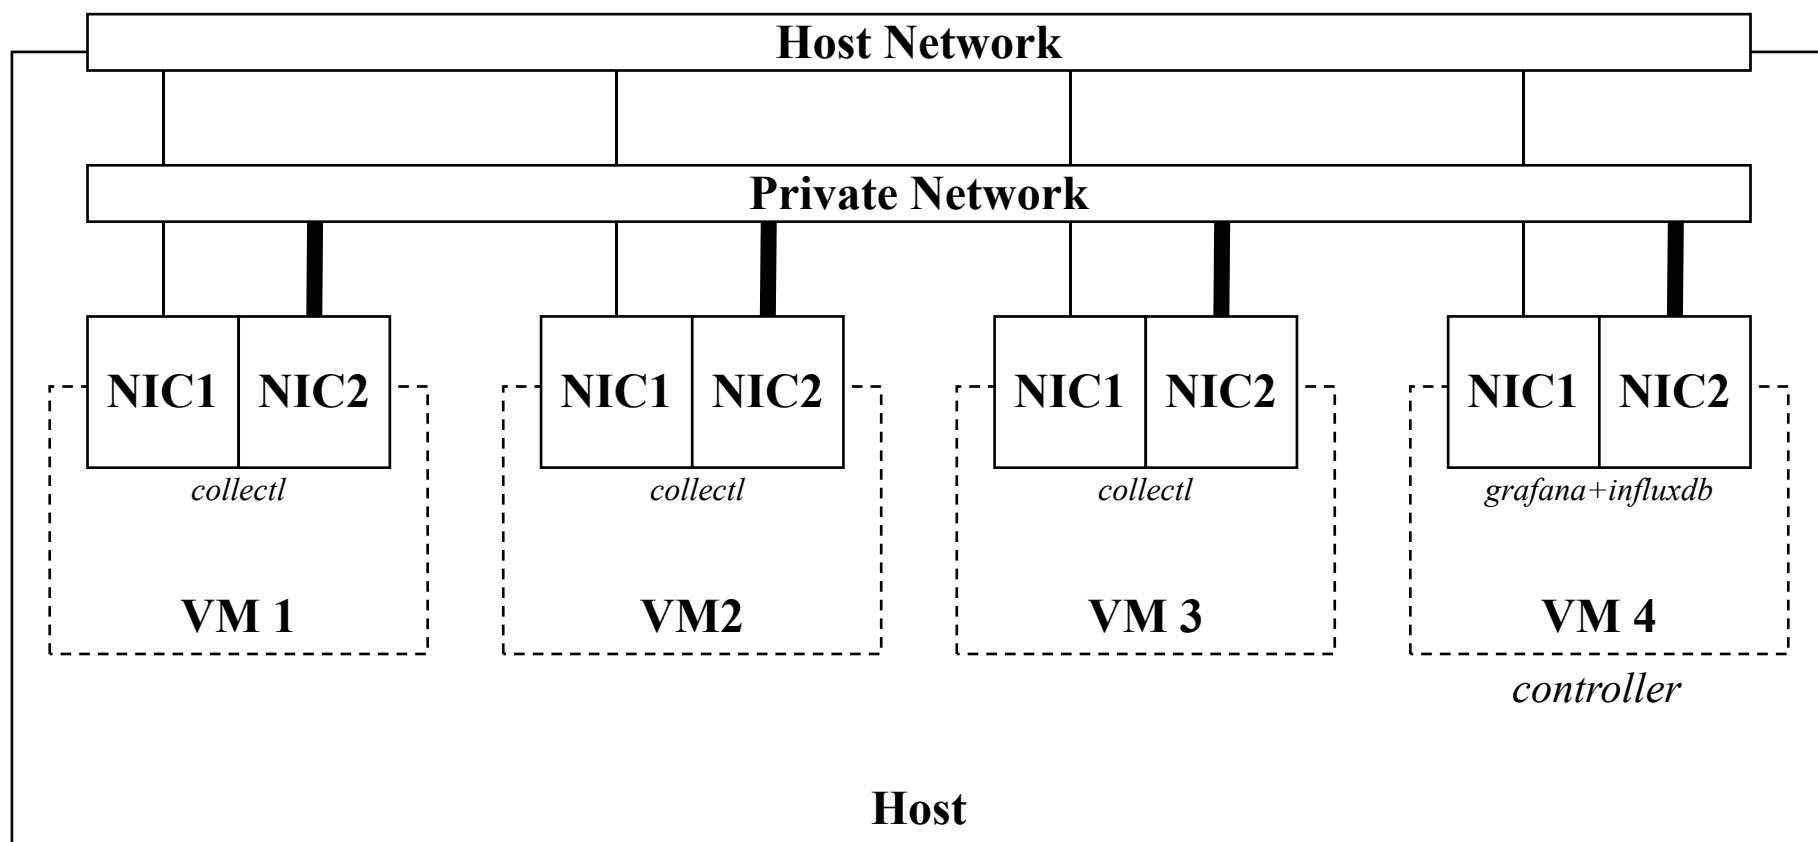 Host Network
Private Network
NIC1 NIC2 NIC1 NIC2 NIC1 NIC2 NIC1 NIC2
collectl collectl collectl grafana+influxdb
VM 1 VM2 VM 3 VM 4
controller
Host